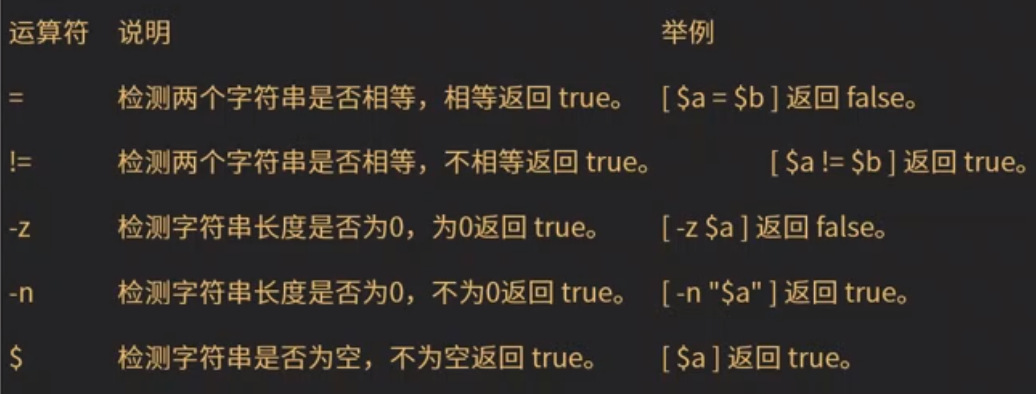 运算符 说明 举例
= 检测两个字符串是否相等，相等返回 true。 [ $a = $b ] 返回 false。
!= 检测两个字符串是否相等，不相等返回 true。 [ $a != $b ] 返回 true。
-z 检测字符串长度是否为0，为0返回 true。 [ -z $a ] 返回 false。
-n 检测字符串长度是否为0，不为0返回 true。 [ -n "$a" ] 返回 true。
$ 检测字符串是否为空，不为空返回 true。 [ $a ] 返回 true。